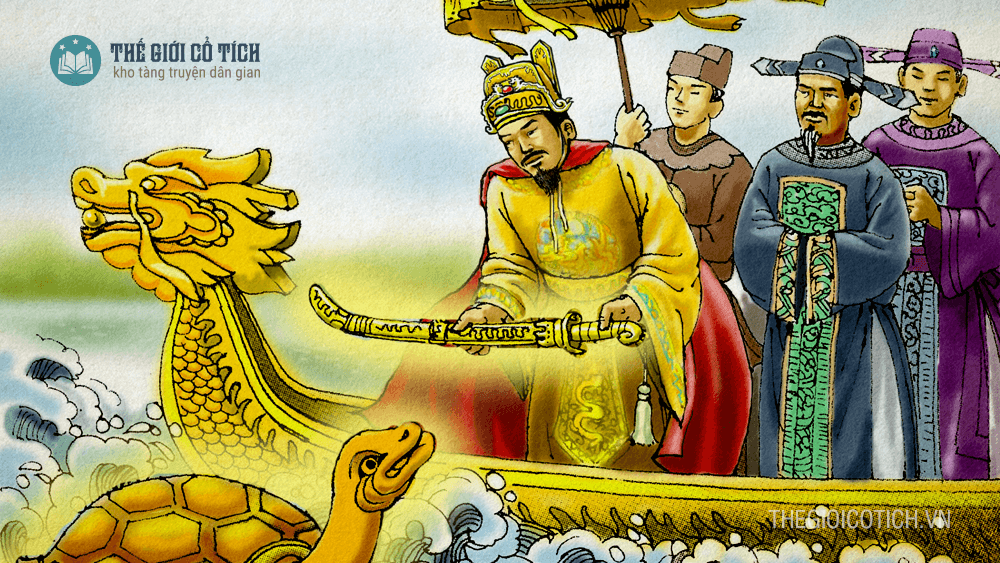 THẾ GIỚI CỔ TÍCH
kho tàng truyện dân gian
THEGIOICOTICH.VN